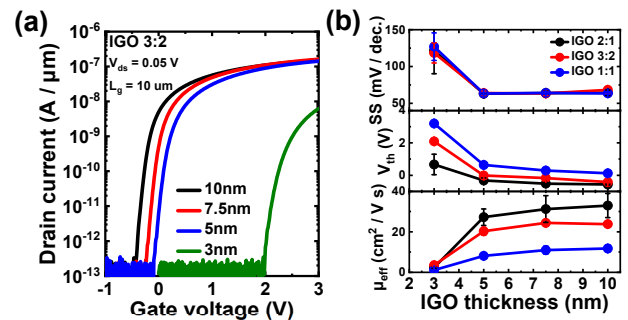 (a)
IGO 3:2
V_ds = 0.05 V
L_g = 10 um
10nm
7.5nm
5nm
3nm
10^-6
10^-7
10^-8
10^-9
10^-10
10^-11
10^-12
10^-13
Drain current (A / μm)
-1 0 1 2 3
Gate voltage (V)
(b)
IGO 2:1
IGO 3:2
IGO 1:1
150
100
50
SS (mV / dec.)
2
0
V_th (V)
40
20
0
μ_eff (cm^2 / V s)
2 3 4 5 6 7 8 9 10
IGO thickness (nm)